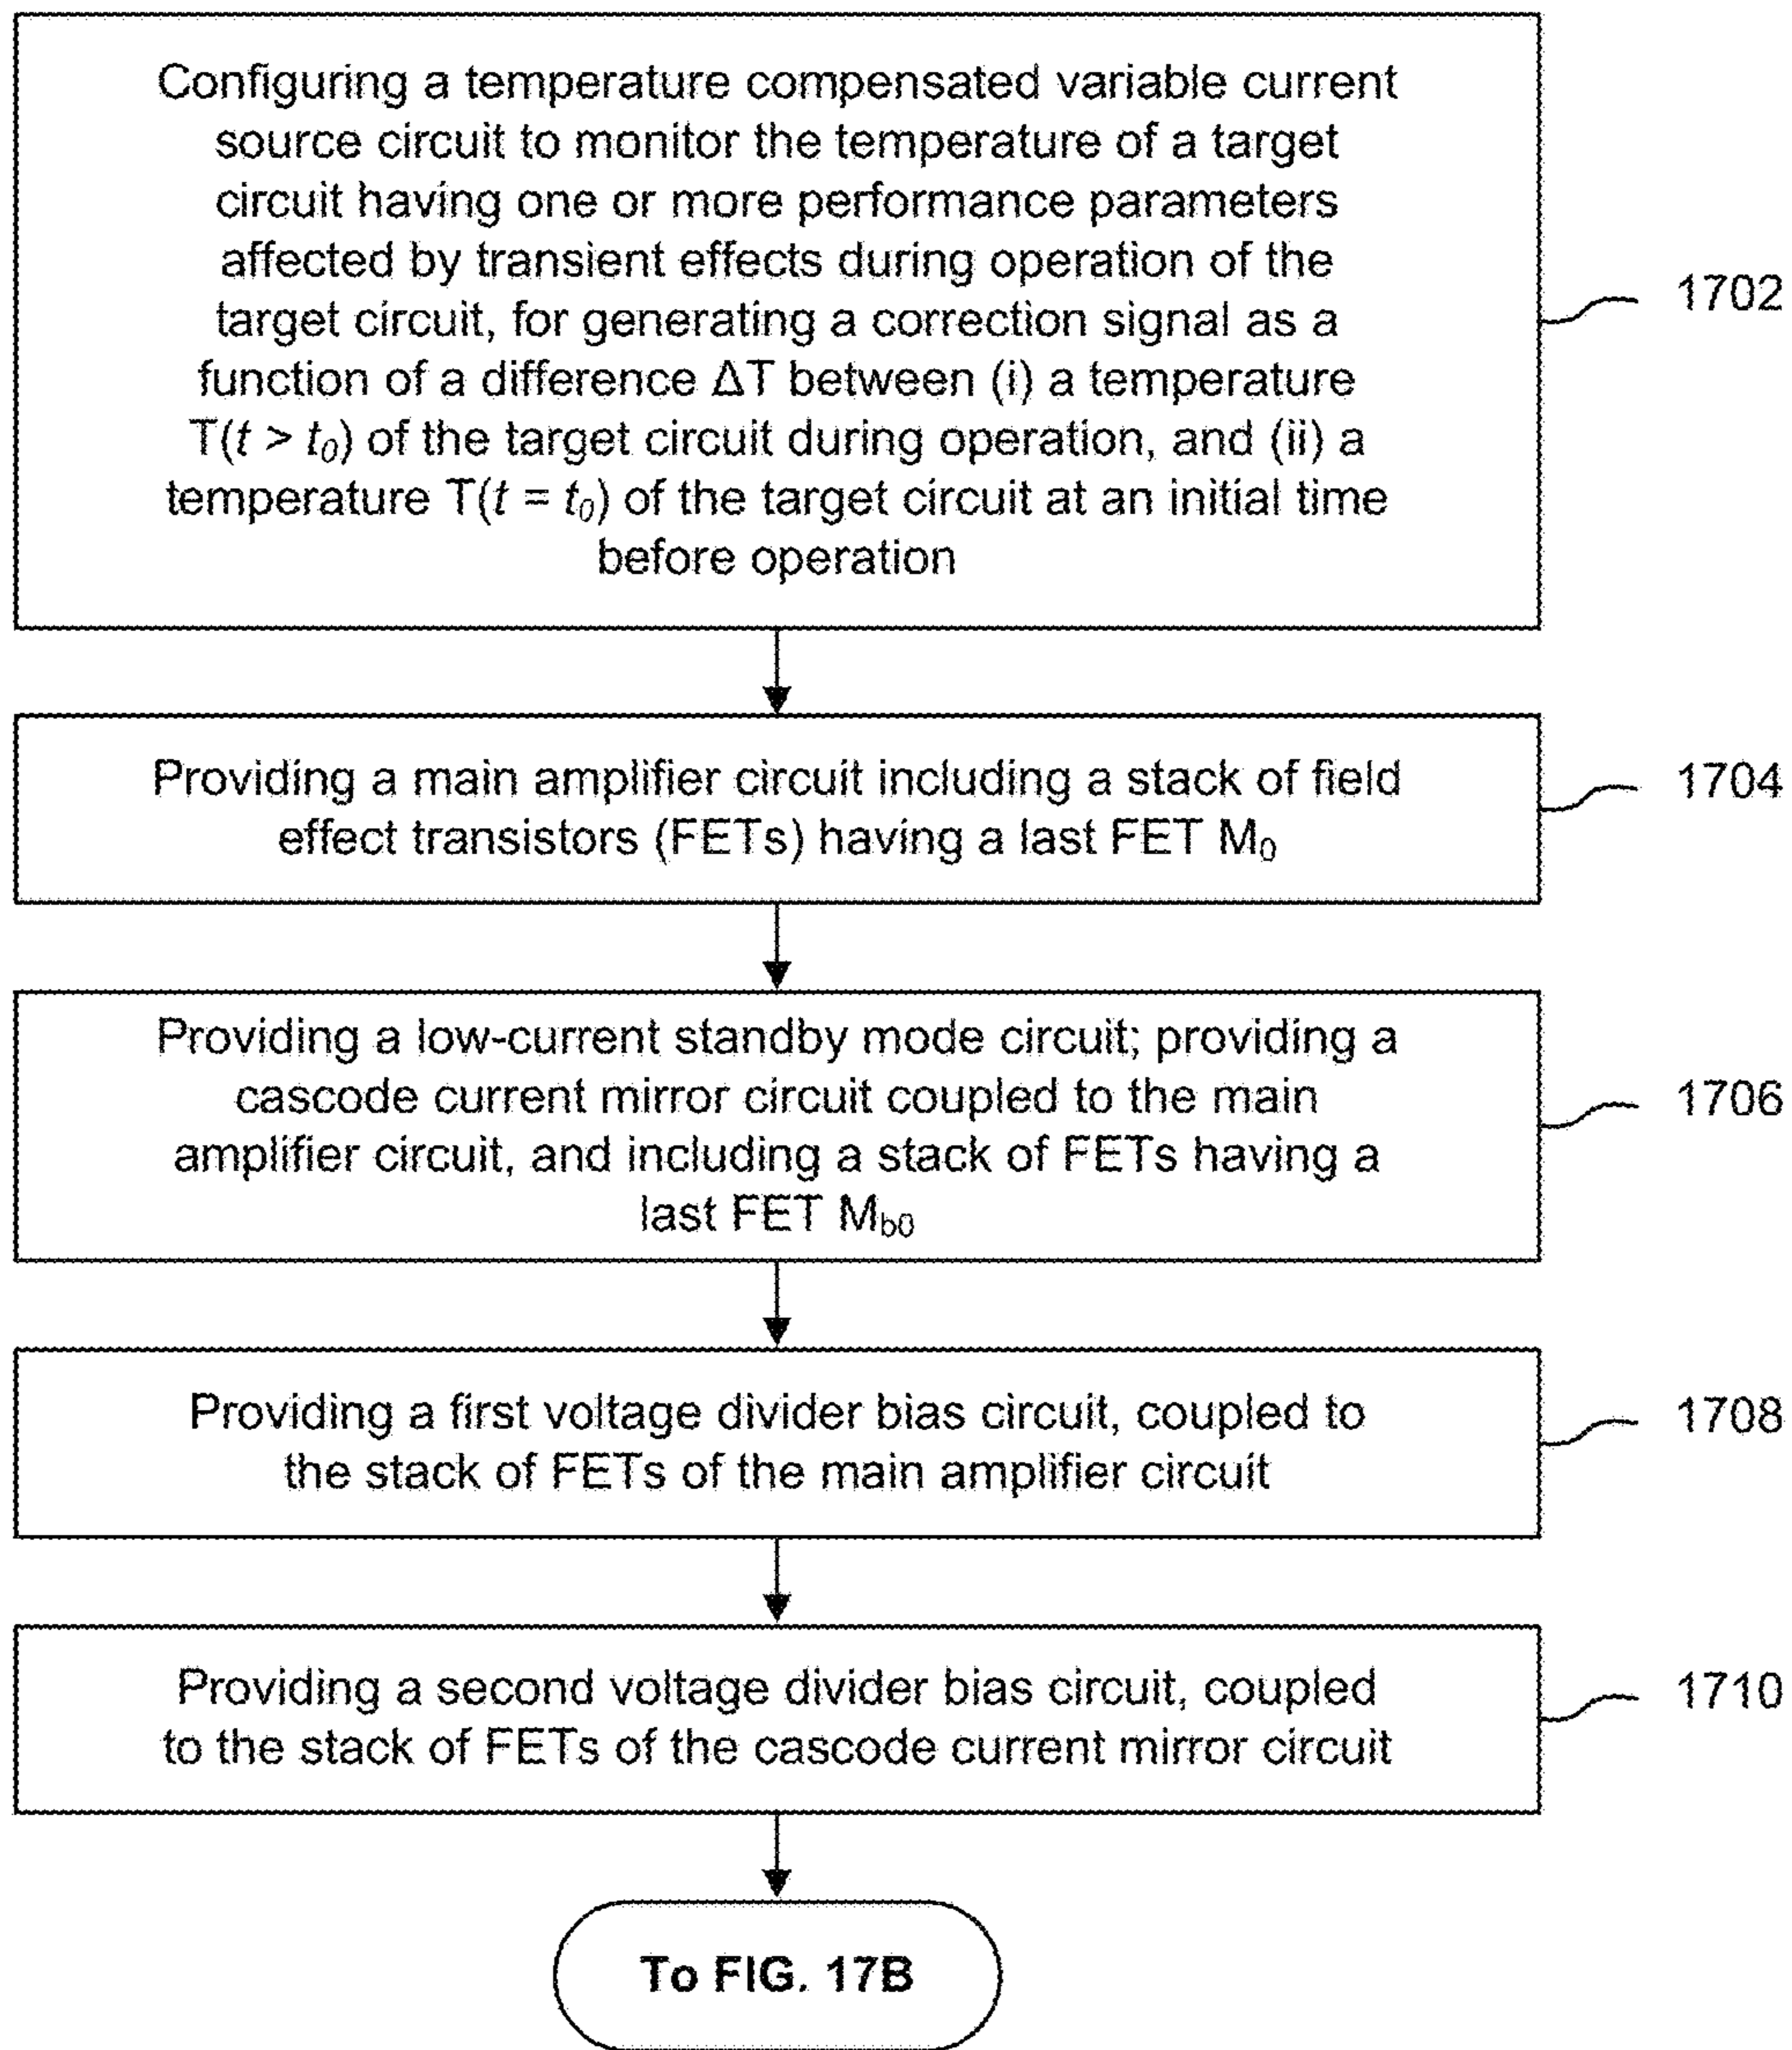 Configuring a temperature compensated variable current
source circuit to monitor the temperature of a target
circuit having one or more performance parameters
affected by transient effects during operation of the
target circuit, for generating a correction signal as a
function of a difference ΔT between (i) a temperature
T(t > t₀) of the target circuit during operation, and (ii) a
temperature T(t = t₀) of the target circuit at an initial time
before operation
1702
Providing a main amplifier circuit including a stack of field
effect transistors (FETs) having a last FET M₀
1704
Providing a low-current standby mode circuit; providing a
cascode current mirror circuit coupled to the main
amplifier circuit, and including a stack of FETs having a
last FET M_b0
1706
Providing a first voltage divider bias circuit, coupled to
the stack of FETs of the main amplifier circuit
1708
Providing a second voltage divider bias circuit, coupled
to the stack of FETs of the cascode current mirror circuit
1710
To FIG. 17B